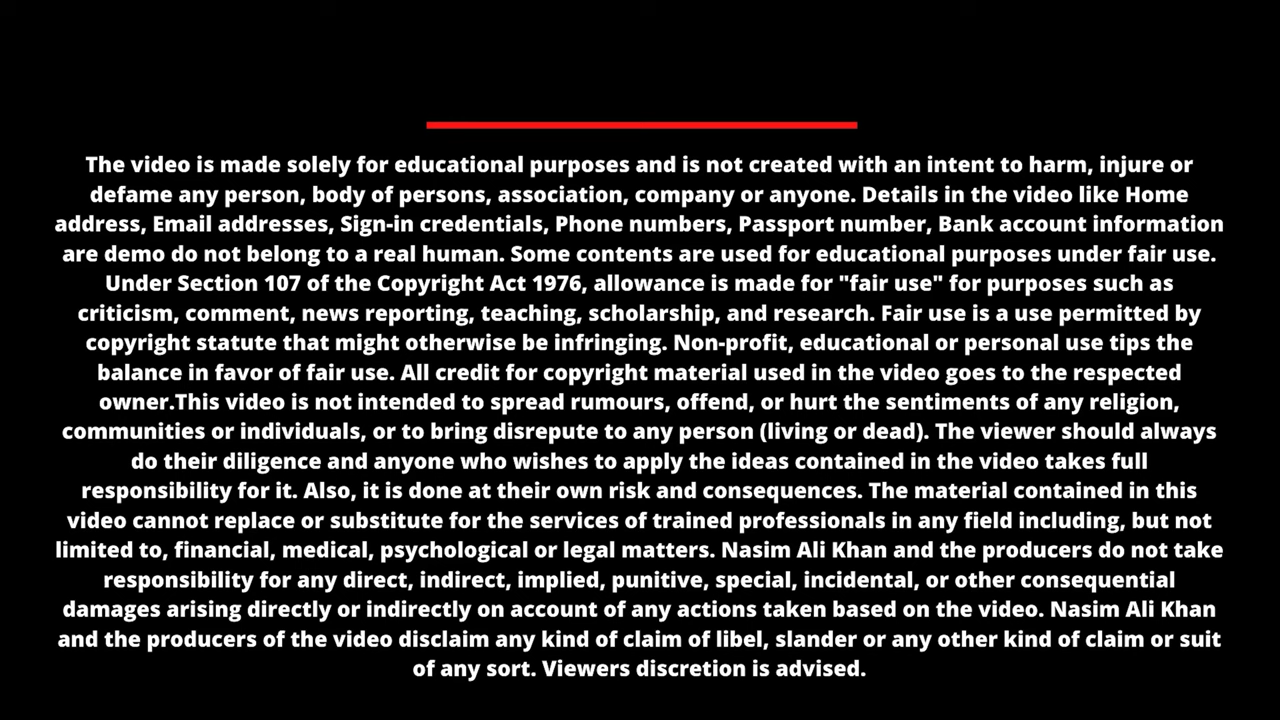 The video is made solely for educational purposes and is not created with an intent to harm, injure or
defame any person, body of persons, association, company or anyone. Details in the video like Home
address, Email addresses, Sign-in credentials, Phone numbers, Passport number, Bank account information
are demo do not belong to a real human. Some contents are used for educational purposes under fair use.
Under Section 107 of the Copyright Act 1976, allowance is made for "fair use" for purposes such as
criticism, comment, news reporting, teaching, scholarship, and research. Fair use is a use permitted by
copyright statute that might otherwise be infringing. Non-profit, educational or personal use tips the
balance in favor of fair use. All credit for copyright material used in the video goes to the respected
owner.This video is not intended to spread rumours, offend, or hurt the sentiments of any religion,
communities or individuals, or to bring disrepute to any person (living or dead). The viewer should always
do their diligence and anyone who wishes to apply the ideas contained in the video takes full
responsibility for it. Also, it is done at their own risk and consequences. The material contained in this
video cannot replace or substitute for the services of trained professionals in any field including, but not
limited to, financial, medical, psychological or legal matters. Nasim Ali Khan and the producers do not take
responsibility for any direct, indirect, implied, punitive, special, incidental, or other consequential
damages arising directly or indirectly on account of any actions taken based on the video. Nasim Ali Khan
and the producers of the video disclaim any kind of claim of libel, slander or any other kind of claim or suit
of any sort. Viewers discretion is advised.